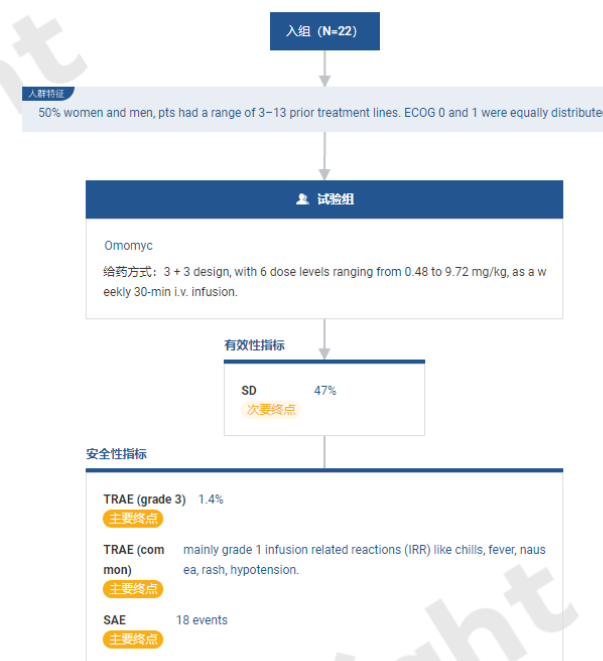 入组（N=22）
人群特征
50% women and men, pts had a range of 3–13 prior treatment lines. ECOG 0 and 1 were equally distribute
试验组
Omomyc
给药方式：3 + 3 design, with 6 dose levels ranging from 0.48 to 9.72 mg/kg, as a w
eekly 30-min i.v. infusion.
有效性指标
SD 47%
次要终点
安全性指标
TRAE (grade 3) 1.4%
主要终点
TRAE (com mainly grade 1 infusion related reactions (IRR) like chills, fever, naus
mon) ea, rash, hypotension.
主要终点
SAE 18 events
主要终点